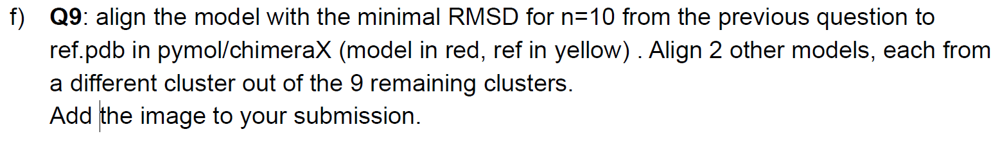 f) Q9: align the model with the minimal RMSD for n=10 from the previous question to
ref.pdb in pymol/chimeraX (model in red, ref in yellow) . Align 2 other models, each from
a different cluster out of the 9 remaining clusters.
Add the image to your submission.